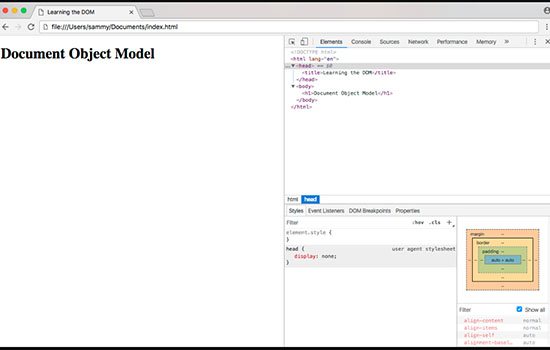 Learning the DOM
file:///Users/sammy/Documents/index.html
Document Object Model
Elements Console Sources Network Performance Memory »
<!DOCTYPE html>
<html lang="en">
<head> == $0
<title>Learning the DOM</title>
</head>
<body>
<h1>Document Object Model</h1>
</body>
</html>
html head
Styles Event Listeners DOM Breakpoints Properties
Filter :hov .cls +
element.style {
}
head { user agent stylesheet
display: none;
}
margin –
border –
padding –
auto × auto
Filter Show all
align-content normal
align-items normal
align-self auto
alignment-basel… auto